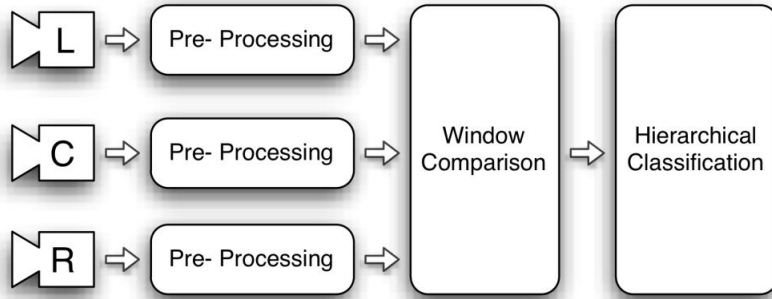 L
Pre- Processing
C
Pre- Processing
R
Pre- Processing
Window
Comparison
Hierarchical
Classification